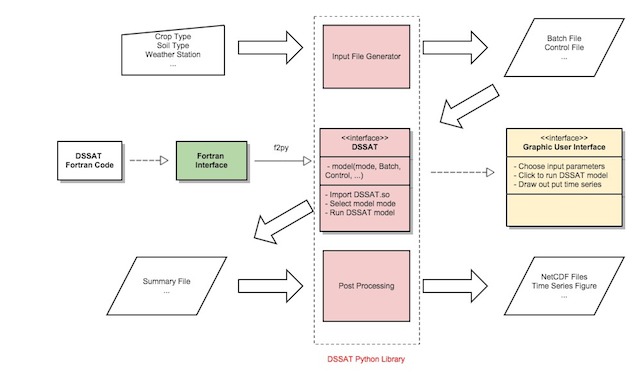 Crop Type
Soil Type
Weather Station
...
Input File Generator
Batch File
Control File
...
DSSAT
Fortran Code
Fortran
Interface
f2py
<<interface>>
DSSAT
- model(mode, Batch,
Control, ...)
- Import DSSAT.so
- Select model mode
- Run DSSAT model
<<interface>>
Graphic User Interface
- Choose input parameters
- Click to run DSSAT model
- Draw out put time series
Summary File
...
Post Processing
NetCDF Files
Time Series Figure
...
DSSAT Python Library